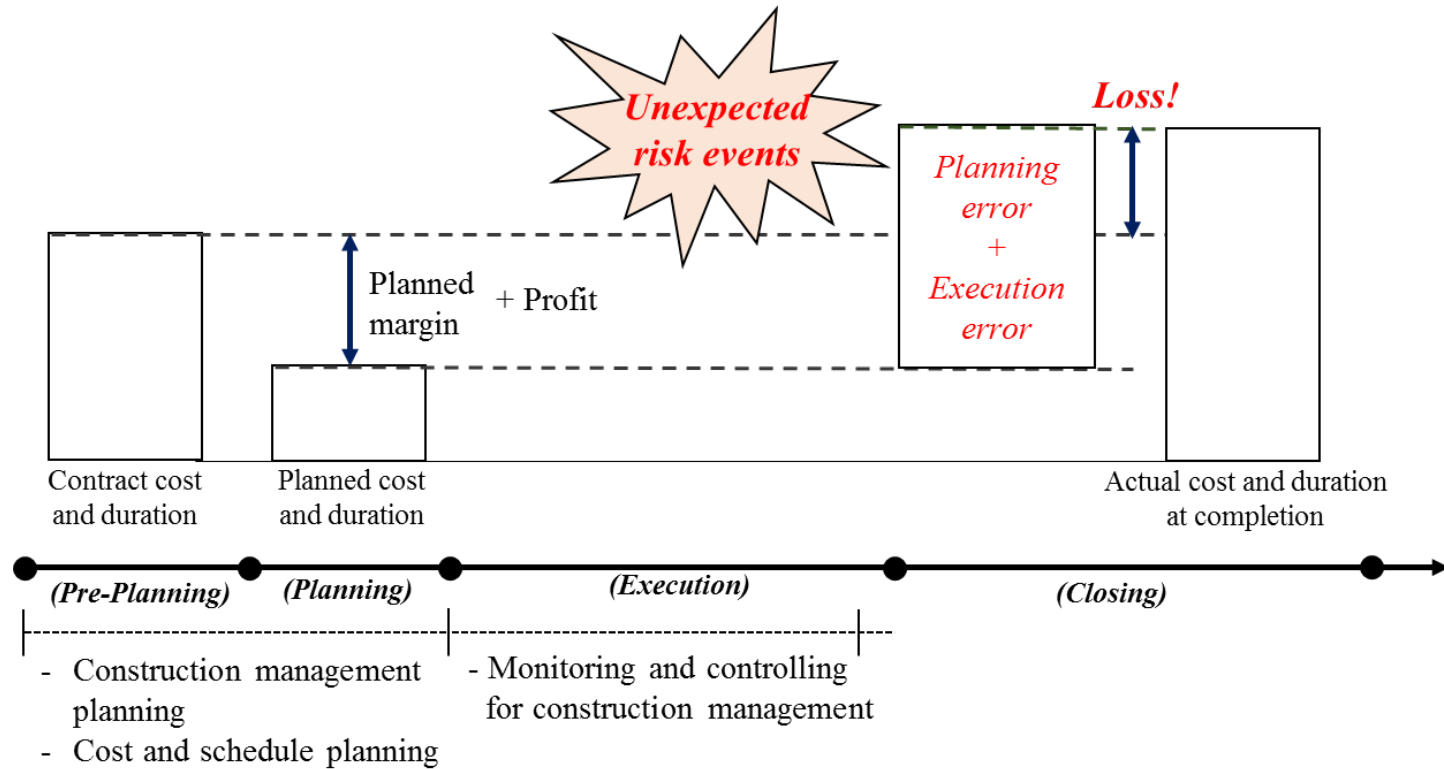 Unexpected
risk events
Loss!
Planning
error
+
Execution
error
Planned
margin
+ Profit
Contract cost
and duration
Planned cost
and duration
Actual cost and duration
at completion
(Pre-Planning)
(Planning)
(Execution)
(Closing)
- Construction management
planning
- Cost and schedule planning
- Monitoring and controlling
for construction management